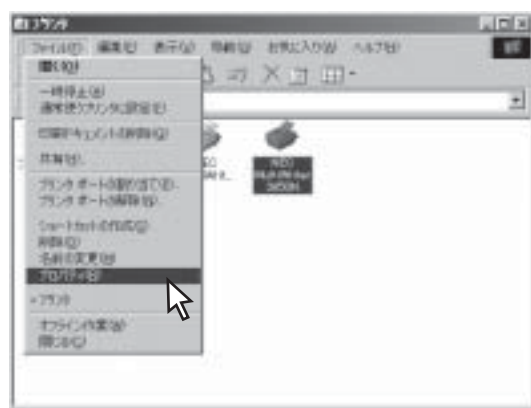 プリンタ
ファイル(F) 編集(E) 表示(V) 移動(G) お気に入り(A) ヘルプ(H)
開く(O)
一時停止(U)
通常使うプリンタに設定(E)
印刷ドキュメントの削除(G)
共有(H)...
プリンタ ポートの割り当て(D)...
プリンタ ポートの解除(R)...
ショートカットの作成(S)
削除(D)
名前の変更(M)
プロパティ(R)
プリンタ
オフライン作業(W)
閉じる(C)
NEC